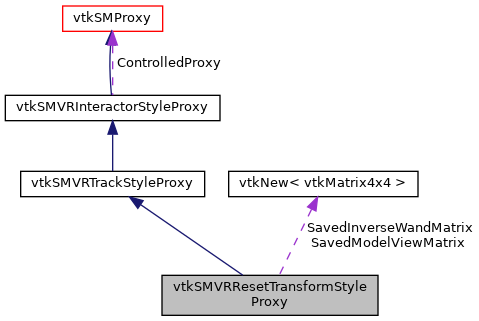 vtkSMProxy
ControlledProxy
vtkSMVRInteractorStyleProxy
vtkSMVRTrackStyleProxy
vtkNew< vtkMatrix4x4 >
SavedInverseWandMatrix
SavedModelViewMatrix
vtkSMVRResetTransformStyle
Proxy